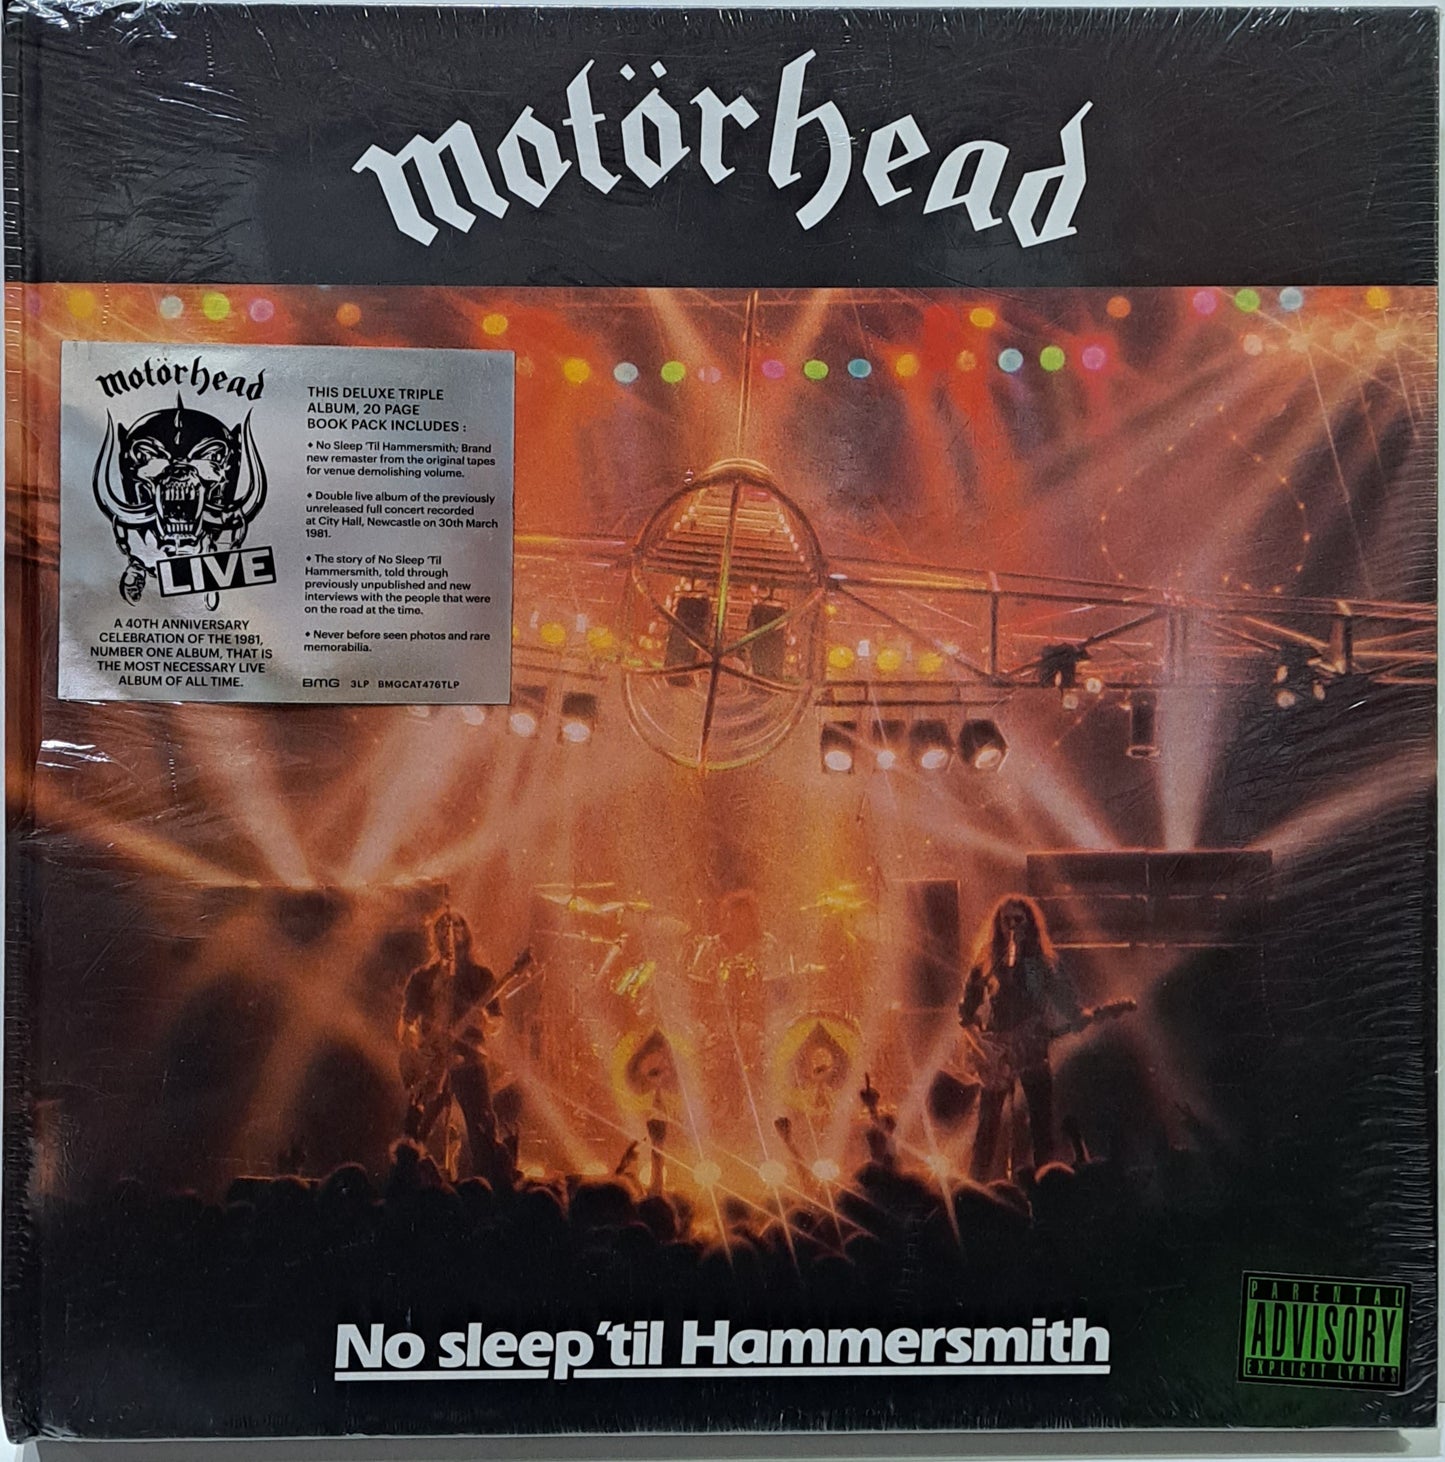 motörhead
motörhead
LIVE
A 40TH ANNIVERSARY
CELEBRATION OF THE 1981,
NUMBER ONE ALBUM, THAT IS
THE MOST NECESSARY LIVE
ALBUM OF ALL TIME.
THIS DELUXE TRIPLE
ALBUM, 20 PAGE
BOOK PACK INCLUDES :
• No Sleep 'Til Hammersmith; Brand
new remaster from the original tapes
for venue demolishing volume.
• Double live album of the previously
unreleased full concert recorded
at City Hall, Newcastle on 30th March
1981.
• The story of No Sleep 'Til
Hammersmith, told through
previously unpublished and new
interviews with the people that were
on the road at the time.
• Never before seen photos and rare
memorabilia.
BMG 3LP BMGCAT476TLP
No sleep 'til Hammersmith
PARENTAL
ADVISORY
EXPLICIT LYRICS